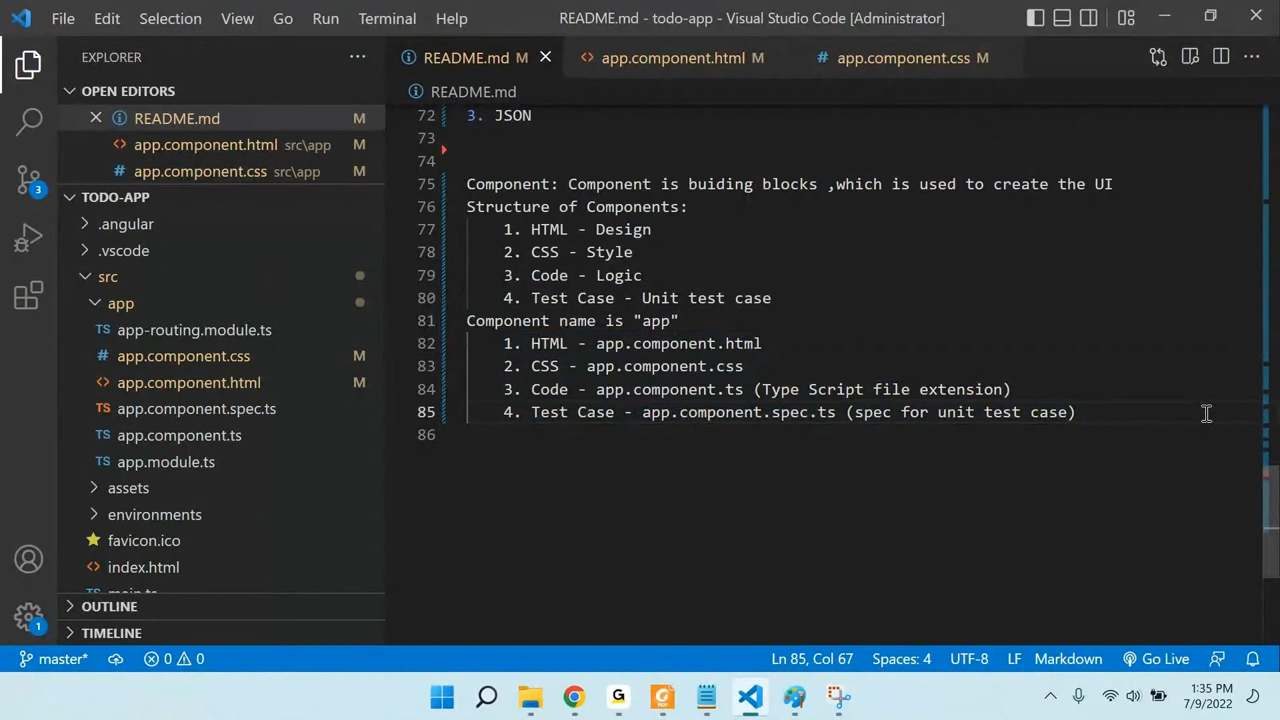 File Edit Selection View Go Run Terminal Help README.md - todo-app - Visual Studio Code [Administrator]
EXPLORER
README.md M
app.component.html M
# app.component.css M
OPEN EDITORS
README.md
README.md M
app.component.html src\app M
# app.component.css src\app M
TODO-APP
.angular
.vscode
src
app
TS app-routing.module.ts
# app.component.css M
app.component.html M
TS app.component.spec.ts
TS app.component.ts
TS app.module.ts
assets
environments
favicon.ico
index.html
OUTLINE
TIMELINE
72 3. JSON
73
74
75 Component: Component is buiding blocks ,which is used to create the UI
76 Structure of Components:
77 1. HTML - Design
78 2. CSS - Style
79 3. Code - Logic
80 4. Test Case - Unit test case
81 Component name is "app"
82 1. HTML - app.component.html
83 2. CSS - app.component.css
84 3. Code - app.component.ts (Type Script file extension)
85 4. Test Case - app.component.spec.ts (spec for unit test case)
86
3
1
master* 0 0 Ln 85, Col 67 Spaces: 4 UTF-8 LF Markdown Go Live
G
PDF
1:35 PM
7/9/2022